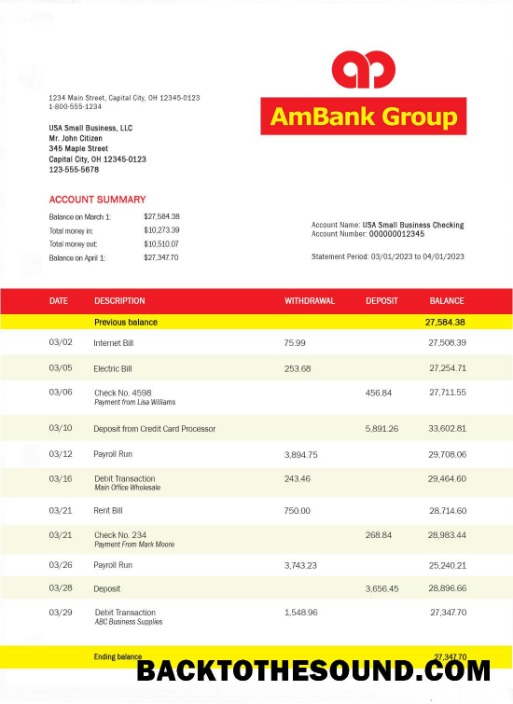 1234 Main Street, Capital City, OH 12345-0123
1-800-555-1234
AmBank Group
USA Small Business, LLC
Mr. John Citizen
345 Maple Street
Capital City, OH 12345-0123
123-555-5678
ACCOUNT SUMMARY
Balance on March 1: $27,584.38
Total money in: $10,273.39
Total money out: $10,510.07
Balance on April 1: $27,347.70
Account Name: USA Small Business Checking
Account Number: 000000012345
Statement Period: 03/01/2023 to 04/01/2023
DATE DESCRIPTION WITHDRAWAL DEPOSIT BALANCE
Previous balance 27,584.38
03/02 Internet Bill 75.99 27,508.39
03/05 Electric Bill 253.68 27,254.71
03/06 Check No. 4598 456.84 27,711.55
Payment from Lisa Williams
03/10 Deposit from Credit Card Processor 5,891.26 33,602.81
03/12 Payroll Run 3,894.75 29,708.06
03/16 Debit Transaction 243.46 29,464.60
Main Office Wholesale
03/21 Rent Bill 750.00 28,714.60
03/21 Check No. 234 268.84 28,983.44
Payment From Mark Moore
03/26 Payroll Run 3,743.23 25,240.21
03/28 Deposit 3,656.45 28,896.66
03/29 Debit Transaction 1,548.96 27,347.70
ABC Business Supplies
Ending balance 27,347.70
BACKTOTHESOUND.COM